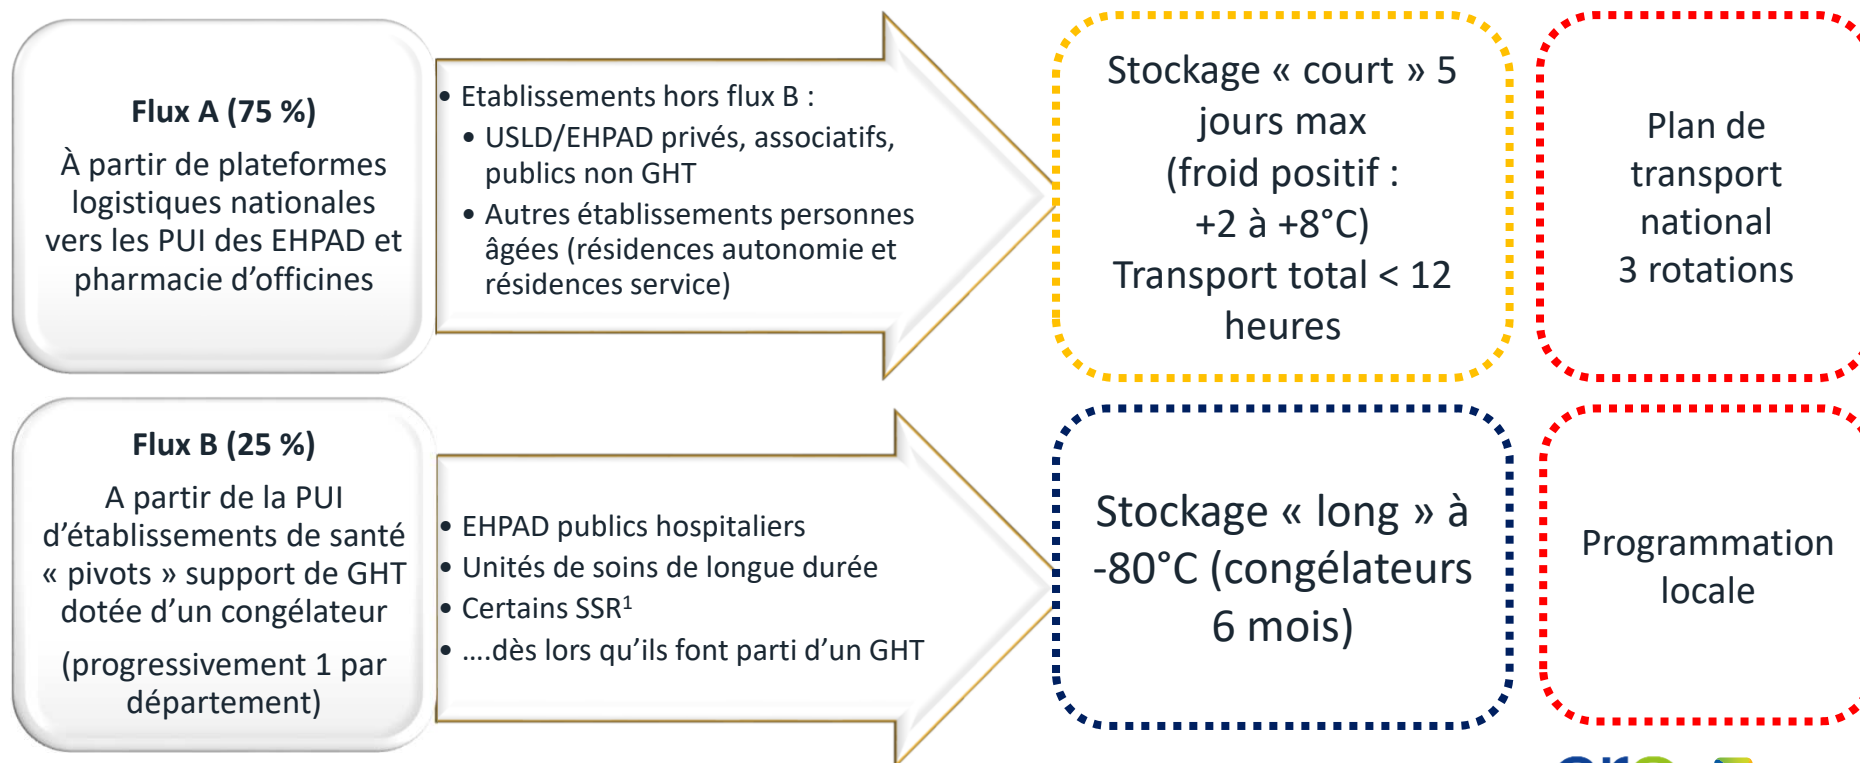 Flux A (75 %)
À partir de plateformes
logistiques nationales
vers les PUI des EHPAD et
pharmacie d’officines
• Etablissements hors flux B :
• USLD/EHPAD privés, associatifs,
publics non GHT
• Autres établissements personnes
âgées (résidences autonomie et
résidences service)
Stockage « court » 5
jours max
(froid positif :
+2 à +8°C)
Transport total < 12
heures
Plan de
transport
national
3 rotations
Flux B (25 %)
A partir de la PUI
d’établissements de santé
« pivots » support de GHT
dotée d’un congélateur
(progressivement 1 par
département)
• EHPAD publics hospitaliers
• Unités de soins de longue durée
• Certains SSR¹
• ….dès lors qu’ils font parti d’un GHT
Stockage « long » à
-80°C (congélateurs
6 mois)
Programmation
locale